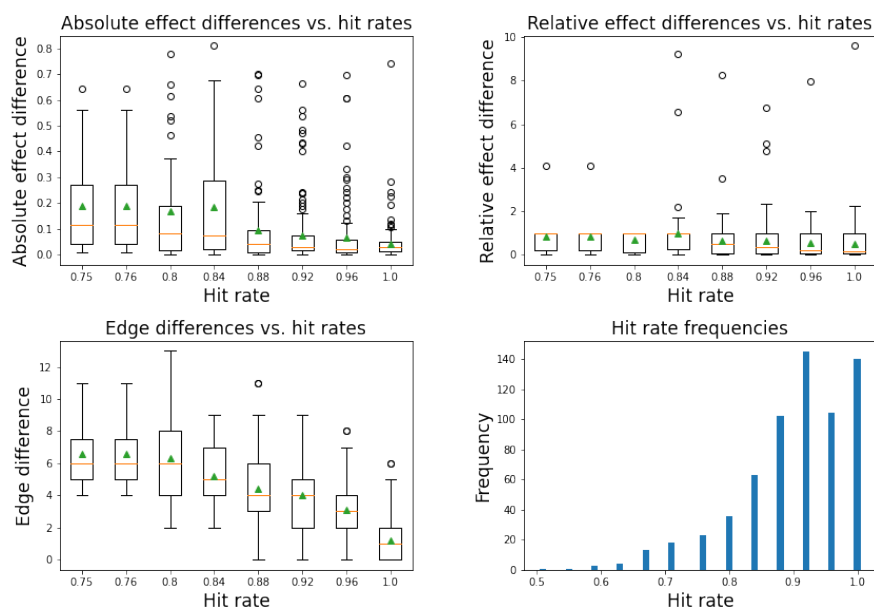 Absolute effect differences vs. hit rates
Absolute effect difference
0.8
0.7
0.6
0.5
0.4
0.3
0.2
0.1
0.0
0.75 0.76 0.8 0.84 0.88 0.92 0.96 1.0
Hit rate
Relative effect differences vs. hit rates
Relative effect difference
10
8
6
4
2
0
0.75 0.76 0.8 0.84 0.88 0.92 0.96 1.0
Hit rate
Edge differences vs. hit rates
Edge difference
12
10
8
6
4
2
0
0.75 0.76 0.8 0.84 0.88 0.92 0.96 1.0
Hit rate
Hit rate frequencies
Frequency
140
120
100
80
60
40
20
0
0.5 0.6 0.7 0.8 0.9 1.0
Hit rate